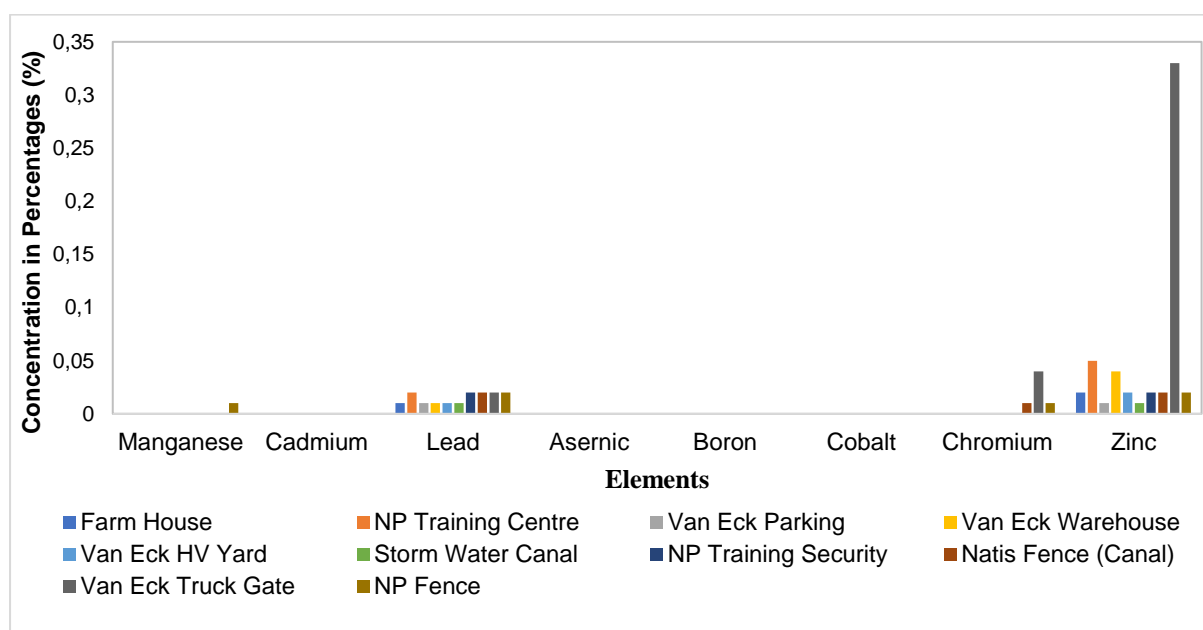 Concentration in Percentages (%)
0,35
0,3
0,25
0,2
0,15
0,1
0,05
0
Manganese Cadmium Lead Asernic Boron Cobalt Chromium Zinc
Elements
Farm House NP Training Centre Van Eck Parking Van Eck Warehouse
Van Eck HV Yard Storm Water Canal NP Training Security Natis Fence (Canal)
Van Eck Truck Gate NP Fence